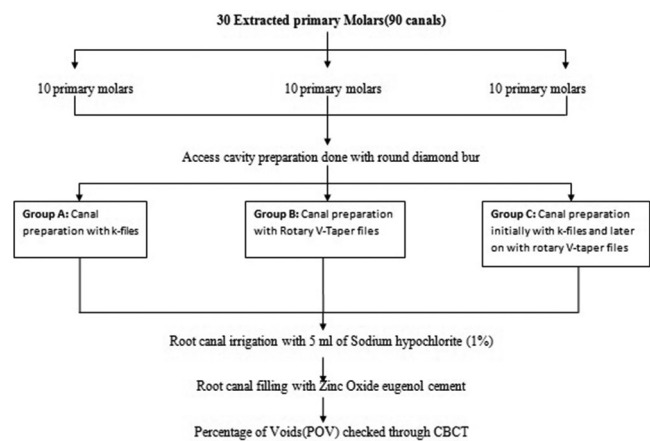 30 Extracted primary Molars(90 canals)
10 primary molars
10 primary molars
10 primary molars
Access cavity preparation done with round diamond bur
Group A: Canal
preparation with k-files
Group B: Canal preparation
with Rotary V-Taper files
Group C: Canal preparation
initially with k-files and later
on with rotary V-taper files
Root canal irrigation with 5 ml of Sodium hypochlorite (1%)
Root canal filling with Zinc Oxide eugenol cement
Percentage of Voids(POV) checked through CBCT